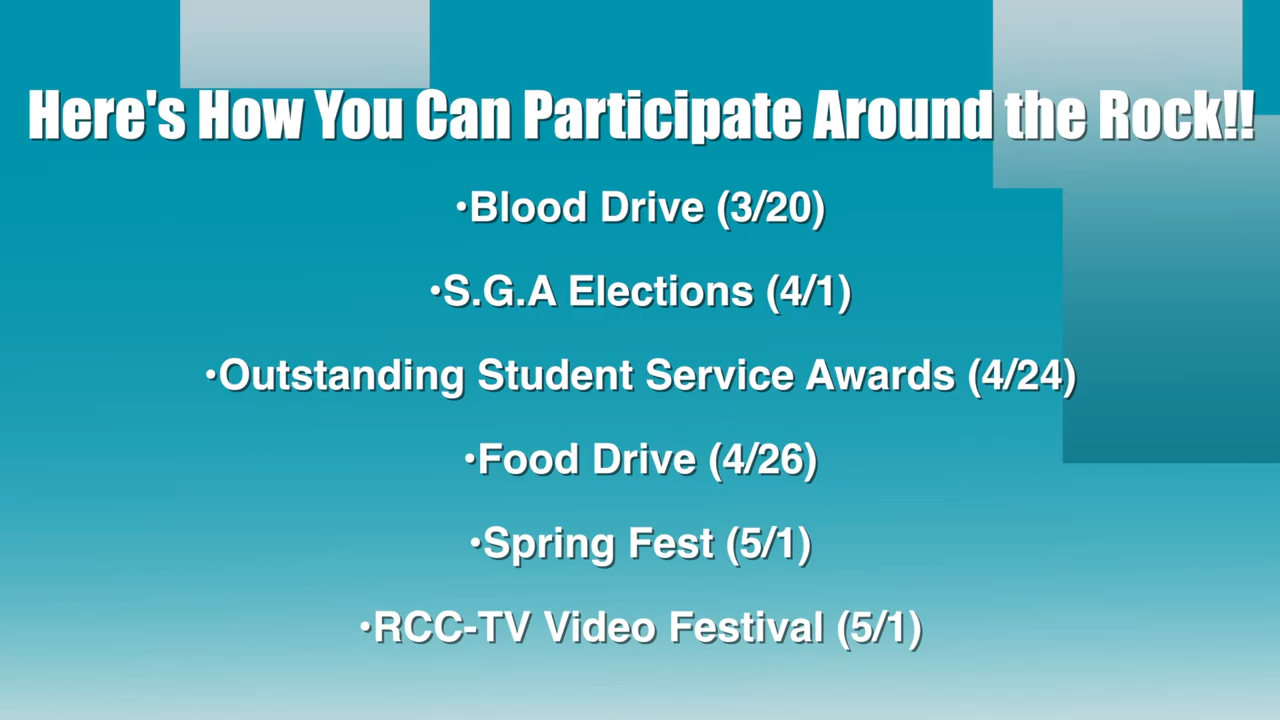 Here's How You Can Participate Around the Rock!!
•Blood Drive (3/20)
•S.G.A Elections (4/1)
•Outstanding Student Service Awards (4/24)
•Food Drive (4/26)
•Spring Fest (5/1)
•RCC-TV Video Festival (5/1)